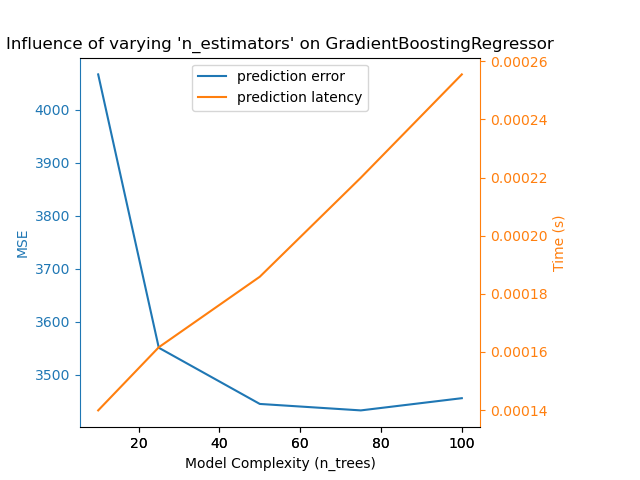 Influence of varying 'n_estimators' on GradientBoostingRegressor
prediction error
prediction latency
MSE
4000
3900
3800
3700
3600
3500
0.00026
0.00024
0.00022
0.00020
0.00018
0.00016
0.00014
Time (s)
20 40 60 80 100
Model Complexity (n_trees)